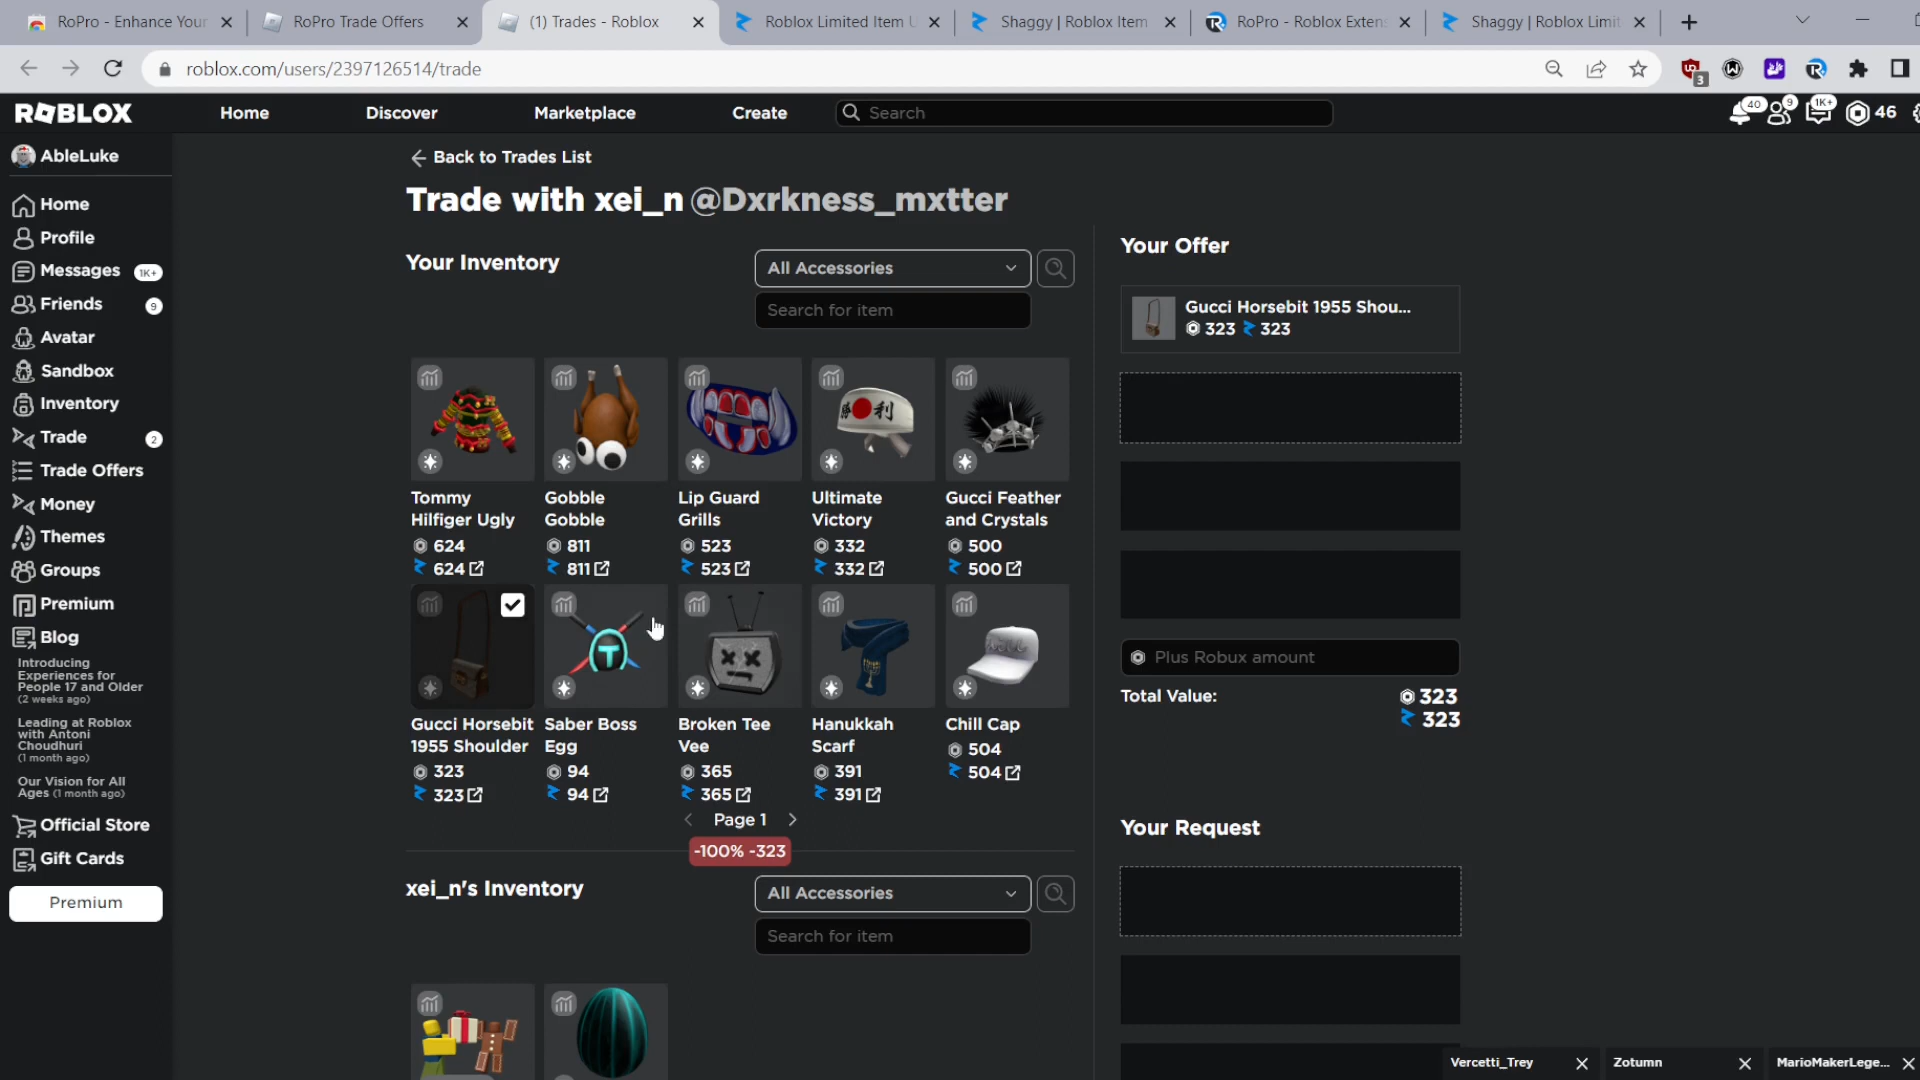 RoPro - Enhance Your
RoPro Trade Offers
(1) Trades - Roblox
Roblox Limited Item U
Shaggy | Roblox Item
RoPro - Roblox Extens
Shaggy | Roblox Limit
roblox.com/users/2397126514/trade
3
ROBLOX
Home
Discover
Marketplace
Create
Search
40
9
1K+
46
AbleLuke
Home
Profile
Messages 1K+
Friends 9
Avatar
Sandbox
Inventory
Trade 2
Trade Offers
Money
Themes
Groups
Premium
Blog
Introducing
Experiences for
People 17 and Older
(2 weeks ago)
Leading at Roblox
with Antoni
Choudhuri
(1 month ago)
Our Vision for All
Ages (1 month ago)
Official Store
Gift Cards
Premium
Back to Trades List
Trade with xei_n @Dxrkness_mxtter
Your Inventory
All Accessories
Search for item
Tommy
Hilfiger Ugly
624
624
Gobble
Gobble
811
811
Lip Guard
Grills
523
523
勝利
Ultimate
Victory
332
332
Gucci Feather
and Crystals
500
500
Gucci Horsebit
1955 Shoulder
323
323
Saber Boss
Egg
94
94
Broken Tee
Vee
365
365
Hanukkah
Scarf
391
391
Chill Cap
504
504
Page 1
-100% -323
xei_n's Inventory
All Accessories
Search for item
Your Offer
Gucci Horsebit 1955 Shou...
323 323
Plus Robux amount
Total Value:
323
323
Your Request
Vercetti_Trey
Zotumn
MarioMakerLege...